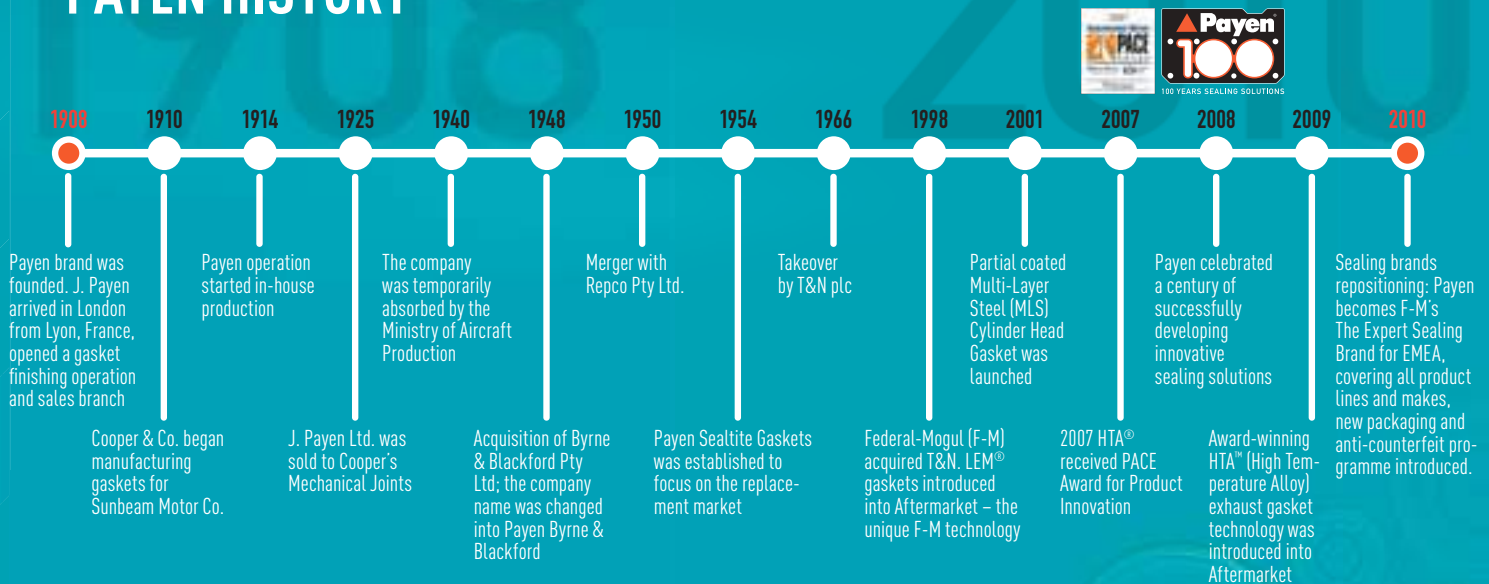 PAYEN HISTORY
1908
2010
PACE
Payen®
100
100 YEARS SEALING SOLUTIONS
1908
1910
1914
1925
1940
1948
1950
1954
1966
1998
2001
2007
2008
2009
2010
Payen brand was
founded. J. Payen
arrived in London
from Lyon, France,
opened a gasket
finishing operation
and sales branch
Cooper & Co. began
manufacturing
gaskets for
Sunbeam Motor Co.
Payen operation
started in-house
production
J. Payen Ltd. was
sold to Cooper's
Mechanical Joints
The company
was temporarily
absorbed by the
Ministry of Aircraft
Production
Acquisition of Byrne
& Blackford Pty
Ltd; the company
name was changed
into Payen Byrne &
Blackford
Merger with
Repco Pty Ltd.
Payen Sealtite Gaskets
was established to
focus on the replace-
ment market
Takeover
by T&N plc
Federal-Mogul (F-M)
acquired T&N. LEM®
gaskets introduced
into Aftermarket – the
unique F-M technology
Partial coated
Multi-Layer
Steel (MLS)
Cylinder Head
Gasket was
launched
2007 HTA®
received PACE
Award for Product
Innovation
Payen celebrated
a century of
successfully
developing
innovative
sealing solutions
Award-winning
HTA™ (High Tem-
perature Alloy)
exhaust gasket
technology was
introduced into
Aftermarket
Sealing brands
repositioning: Payen
becomes F-M's
The Expert Sealing
Brand for EMEA,
covering all product
lines and makes,
new packaging and
anti-counterfeit pro-
gramme introduced.